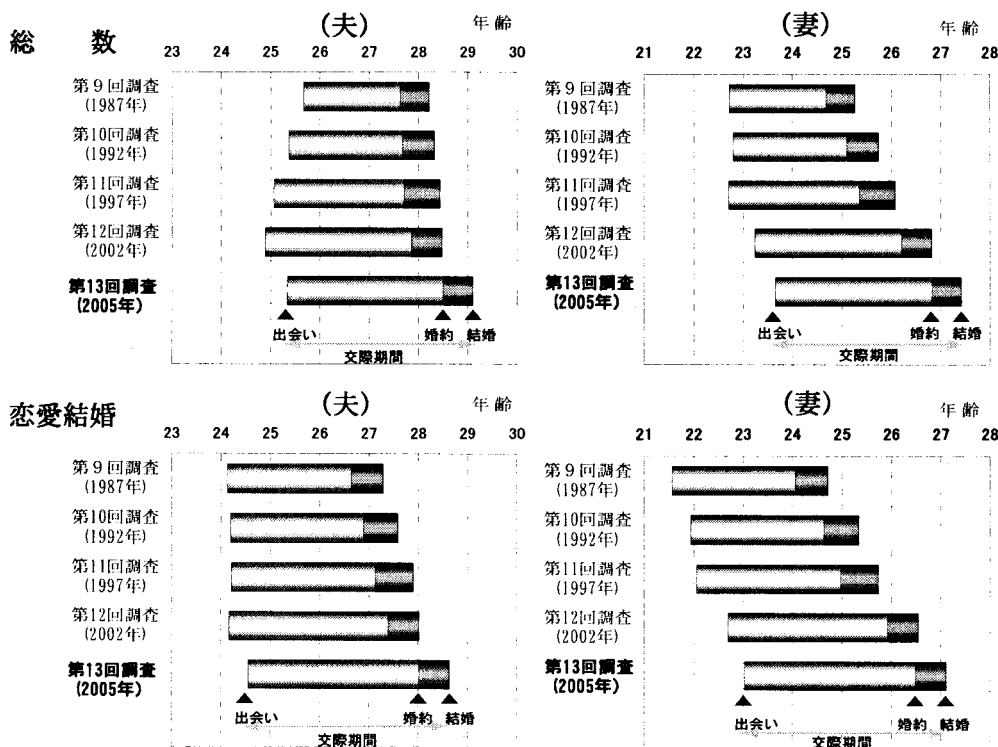 総 数
(夫)
年 齢
23 24 25 26 27 28 29 30
第9回調査
(1987年)
第10回調査
(1992年)
第11回調査
(1997年)
第12回調査
(2002年)
第13回調査
(2005年)
▲ ▲ ▲
出会い 婚約 結婚
交際期間
(妻)
年 齢
21 22 23 24 25 26 27 28
第9回調査
(1987年)
第10回調査
(1992年)
第11回調査
(1997年)
第12回調査
(2002年)
第13回調査
(2005年)
▲ ▲ ▲
出会い 婚約 結婚
交際期間
恋愛結婚
(夫)
年 齢
23 24 25 26 27 28 29 30
第9回調査
(1987年)
第10回調査
(1992年)
第11回調査
(1997年)
第12回調査
(2002年)
第13回調査
(2005年)
▲ ▲ ▲
出会い 婚約 結婚
交際期間
(妻)
年 齢
21 22 23 24 25 26 27 28
第9回調査
(1987年)
第10回調査
(1992年)
第11回調査
(1997年)
第12回調査
(2002年)
第13回調査
(2005年)
▲ ▲ ▲
出会い 婚約 結婚
交際期間